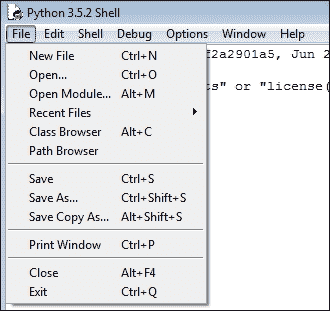 Python 3.5.2 Shell
File Edit Shell Debug Options Window Help
New File Ctrl+N
Open... Ctrl+O
Open Module... Alt+M
Recent Files
Class Browser Alt+C
Path Browser
Save Ctrl+S
Save As... Ctrl+Shift+S
Save Copy As... Alt+Shift+S
Print Window Ctrl+P
Close Alt+F4
Exit Ctrl+Q
f2a2901a5, Jun 2
ts" or "license(